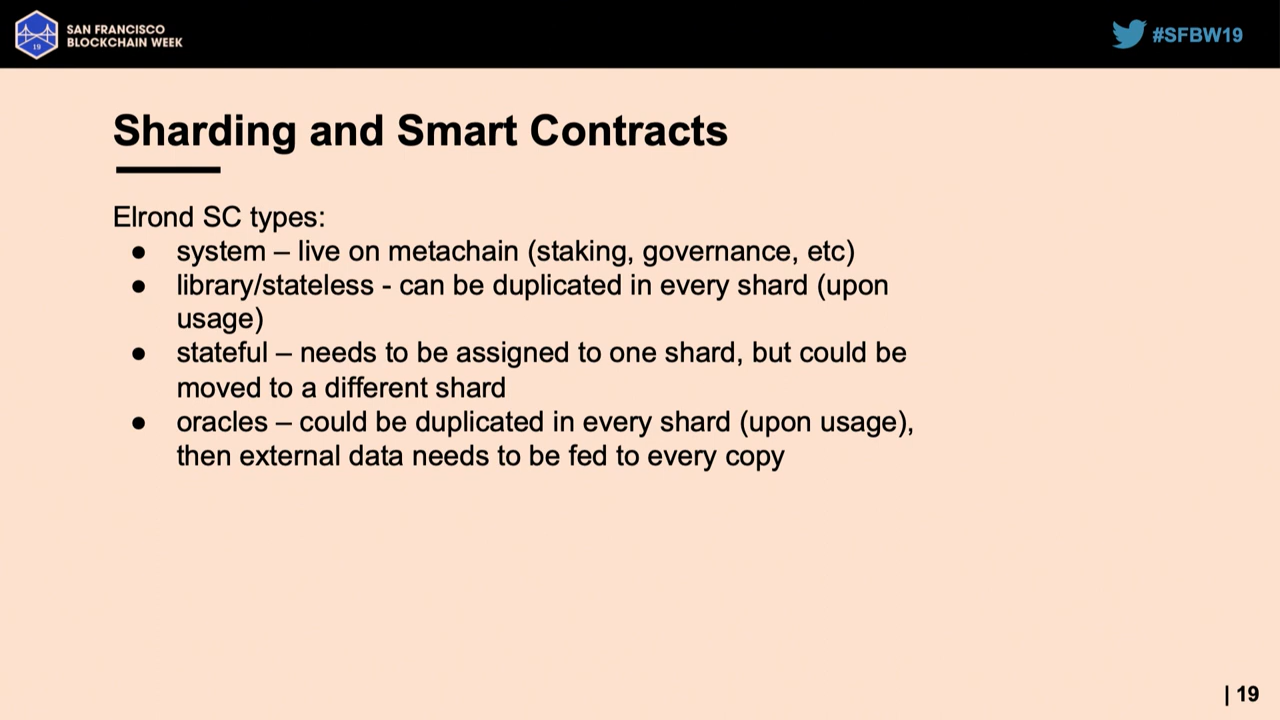 SAN FRANCISCO
BLOCKCHAIN WEEK
19
#SFBW19
Sharding and Smart Contracts
Elrond SC types:
● system – live on metachain (staking, governance, etc)
● library/stateless - can be duplicated in every shard (upon
usage)
● stateful – needs to be assigned to one shard, but could be
moved to a different shard
● oracles – could be duplicated in every shard (upon usage),
then external data needs to be fed to every copy
| 19